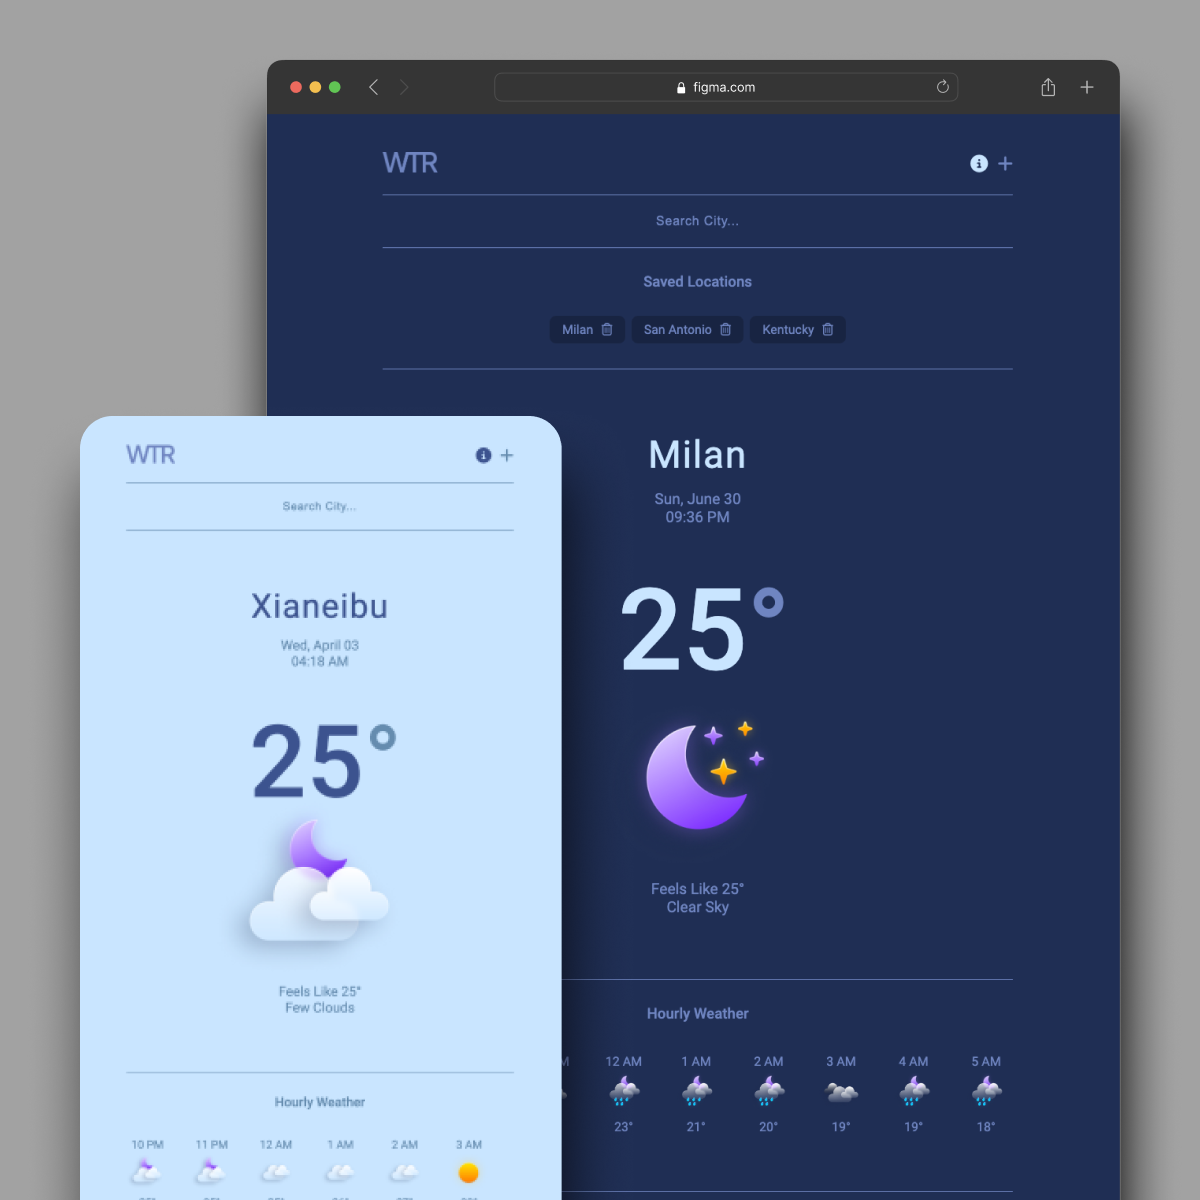 figma.com
WTR
Search City...
Saved Locations
Milan
San Antonio
Kentucky
Milan
Sun, June 30
09:36 PM
25°
Feels Like 25°
Clear Sky
Hourly Weather
12 AM 1 AM 2 AM 3 AM 4 AM 5 AM
23° 21° 20° 19° 19° 18°
WTR
Search City...
Xianeibu
Wed, April 03
04:18 AM
25°
Feels Like 25°
Few Clouds
Hourly Weather
10 PM 11 PM 12 AM 1 AM 2 AM 3 AM